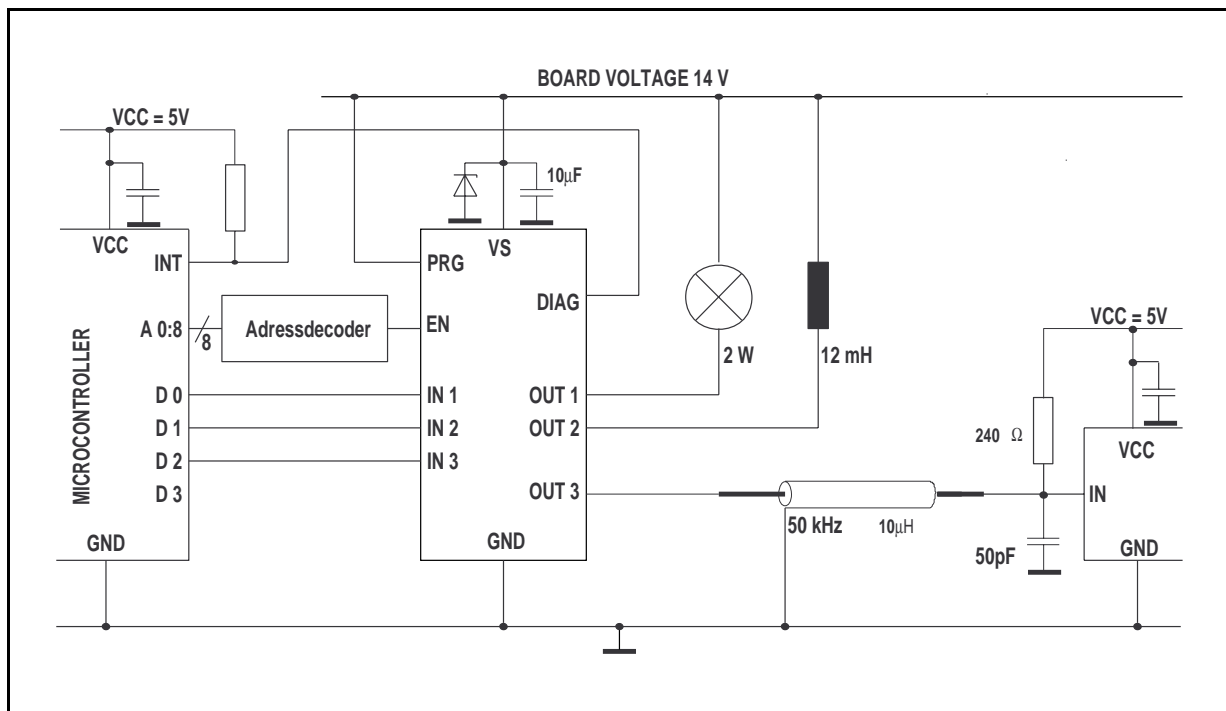 BOARD VOLTAGE 14 V
VCC = 5V
10µF
VCC
VS
INT
PRG
DIAG
A 0:8
8
Adressdecoder
EN
VCC = 5V
2 W
12 mH
MICROCONTROLLER
D 0
IN 1
OUT 1
D 1
IN 2
OUT 2
240 Ω
VCC
D 2
IN 3
D 3
OUT 3
IN
50 kHz
10µH
GND
GND
50pF
GND